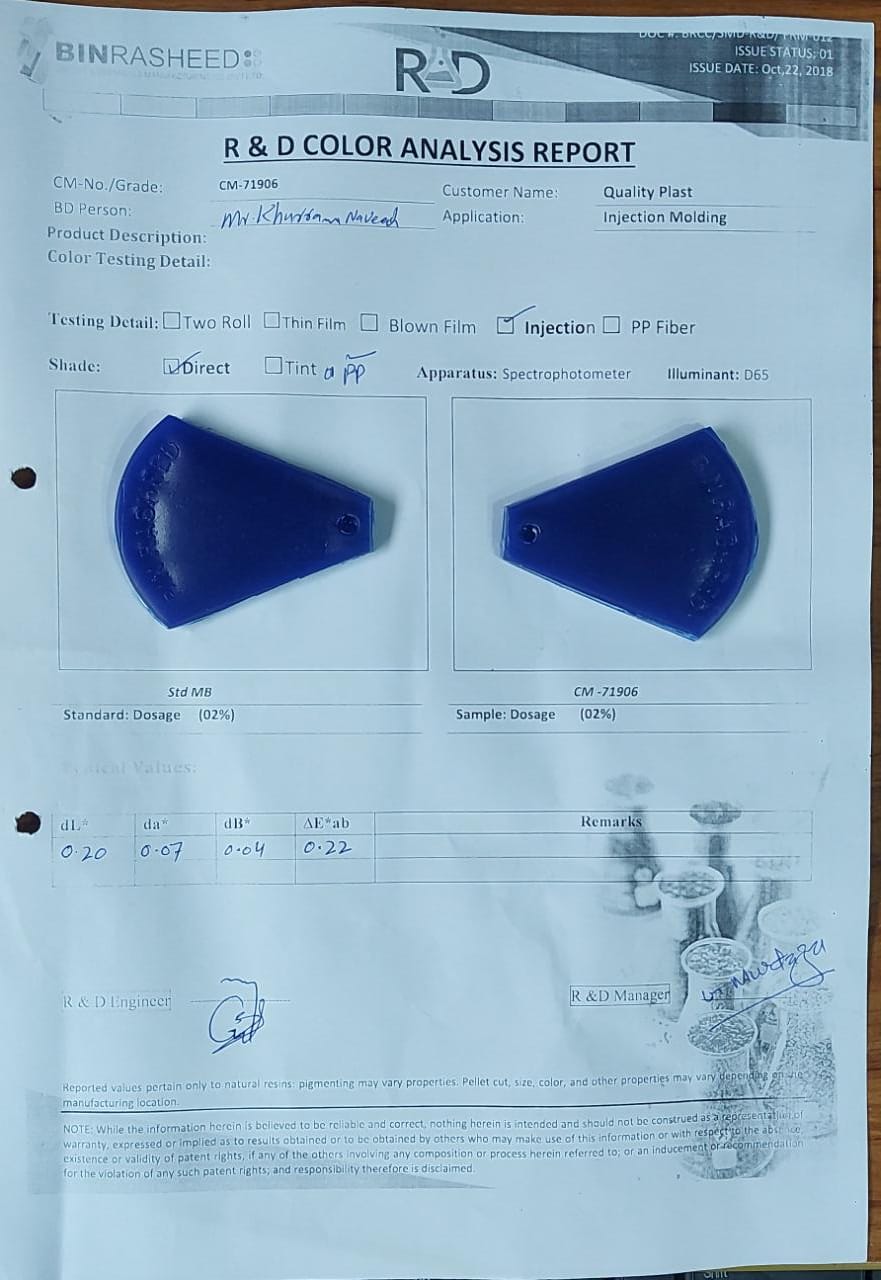 BINRASHEED
R&D
ISSUE STATUS: 01
ISSUE DATE: Oct,22, 2018
R & D COLOR ANALYSIS REPORT
CM-No./Grade: CM-71906 Customer Name: Quality Plast
BD Person: Mr. Khurram Naveed Application: Injection Molding
Product Description:
Color Testing Detail:
Testing Detail: Two Roll Thin Film Blown Film Injection PP Fiber
Shade: Direct Tint PP Apparatus: Spectrophotometer Illuminant: D65
Std MB CM -71906
Standard: Dosage (02%) Sample: Dosage (02%)
Typical Values:
dL* da* dB* ΔE*ab Remarks
0.20 0.07 0.04 0.22
R & D Engineer R &D Manager
Reported values pertain only to natural resins: pigmenting may vary properties. Pellet cut, size, color, and other properties may vary depending on the
manufacturing location.
NOTE: While the information herein is believed to be reliable and correct, nothing herein is intended and should not be construed as a representation of
warranty, expressed or implied as to results obtained or to be obtained by others who may make use of this information or with respect to the absence,
existence or validity of patent rights, if any of the others involving any composition or process herein referred to; or an inducement or recommendation
for the violation of any such patent rights; and responsibility therefore is disclaimed.
Shift